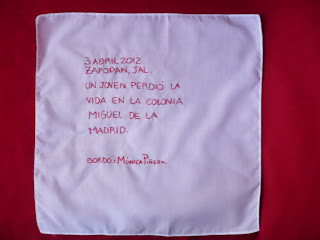 3 ABRIL 2012
ZAPOPAN, JAL.
UN JOVEN PERDIÓ LA
VIDA EN LA COLONIA
MIGUEL DE LA
MADRID.
BORDÓ: MÓNICA